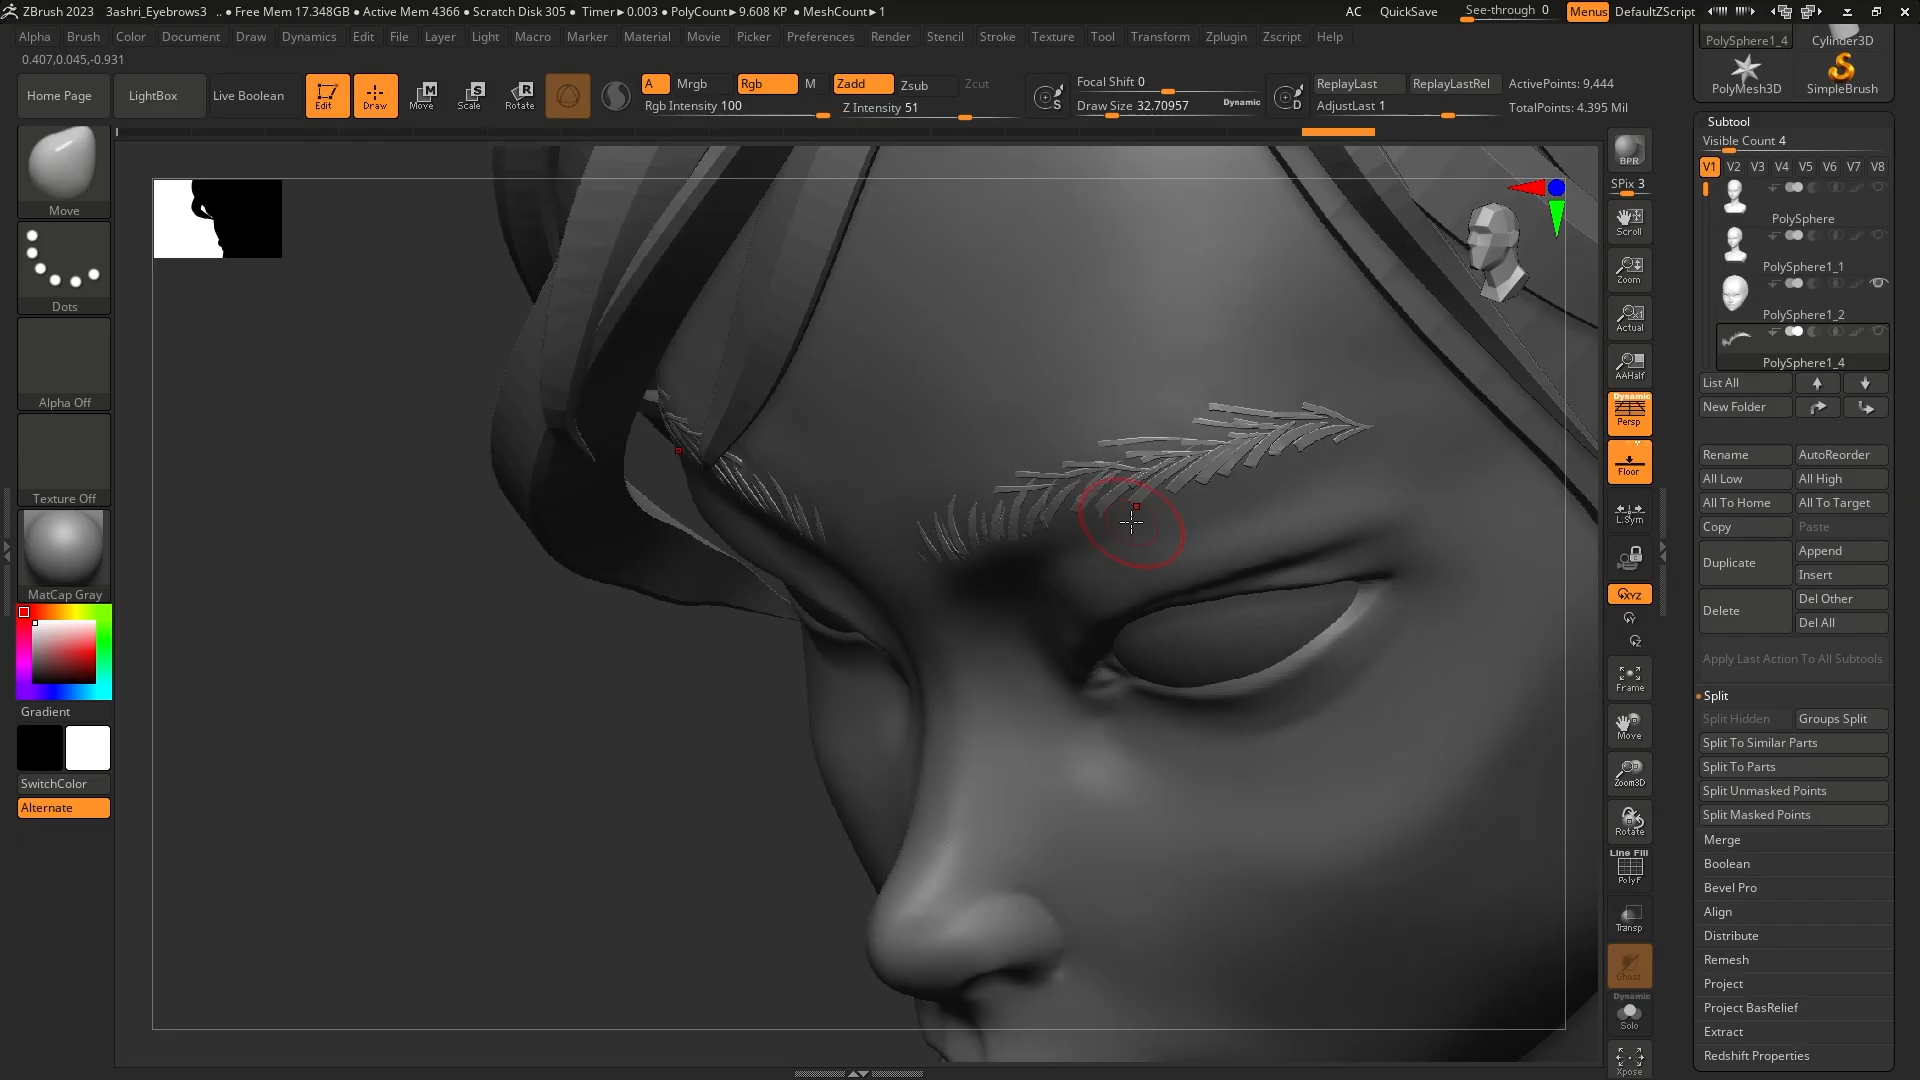 ZBrush 2023 3ashri_Eyebrows3 .. • Free Mem 17.348GB • Active Mem 4366 • Scratch Disk 305 • Timer►0.003 • PolyCount►9.608 KP • MeshCount►1 AC QuickSave See-through 0 Menus DefaultZScript
Alpha Brush Color Document Draw Dynamics Edit File Layer Light Macro Marker Material Movie Picker Preferences Render Stencil Stroke Texture Tool Transform Zplugin Zscript Help
0.407,0.045,-0.931
Home Page LightBox Live Boolean Edit Draw Move Scale Rotate
A Mrgb Rgb M Zadd Zsub Zcut Focal Shift 0 ReplayLast ReplayLastRel ActivePoints: 9,444
Rgb Intensity 100 Z Intensity 51 Draw Size 32.70957 Dynamic AdjustLast 1 TotalPoints: 4.395 Mil
S
D
Move
Dots
Alpha Off
Texture Off
MatCap Gray
Gradient
SwitchColor
Alternate
BPR
SPix 3
Scroll
Zoom
Actual
AAHalf
Dynamic
Persp
Floor
L.Sym
XYZ
Y
Z
Frame
Move
Zoom3D
Rotate
Line Fill
PolyF
Transp
Ghost
Dynamic
Solo
Xpose
PolySphere1_4 Cylinder3D
PolyMesh3D SimpleBrush
Subtool
Visible Count 4
V1 V2 V3 V4 V5 V6 V7 V8
PolySphere
PolySphere1_1
PolySphere1_2
PolySphere1_4
List All
New Folder
Rename AutoReorder
All Low All High
All To Home All To Target
Copy Paste
Duplicate Append
Insert
Delete Del Other
Del All
Apply Last Action To All Subtools
Split
Split Hidden Groups Split
Split To Similar Parts
Split To Parts
Split Unmasked Points
Split Masked Points
Merge
Boolean
Bevel Pro
Align
Distribute
Remesh
Project
Project BasRelief
Extract
Redshift Properties